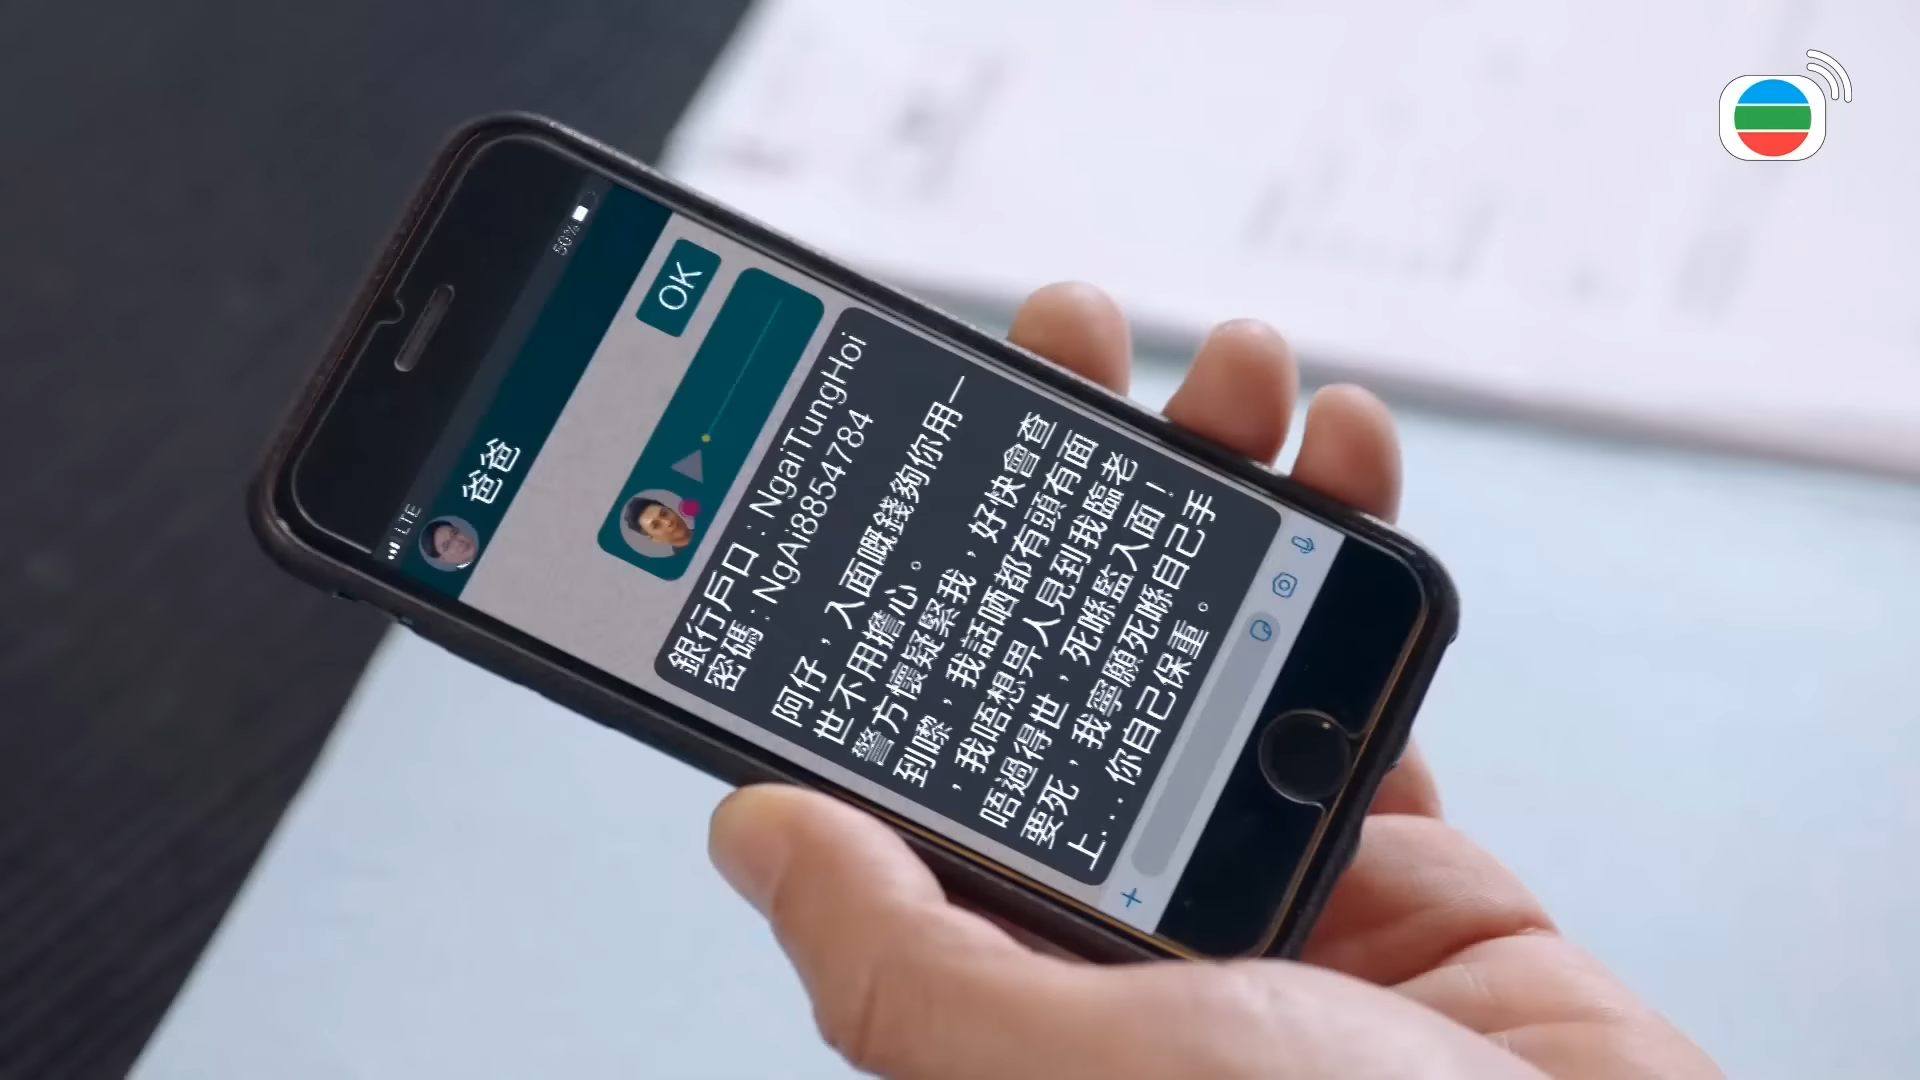 LTE
50%
爸爸
OK
銀行戶口：NgaiTungHoi
密碼：NgAi8854784
阿仔，入面嘅錢夠你用一
世不用擔心。
警方懷疑緊我，好快會查
到嚟，我話晒都有頭有面
，我唔想畀人見到我臨老
唔過得世，死喺監入面！
要死，我寧願死喺自己手
上...你自己保重。